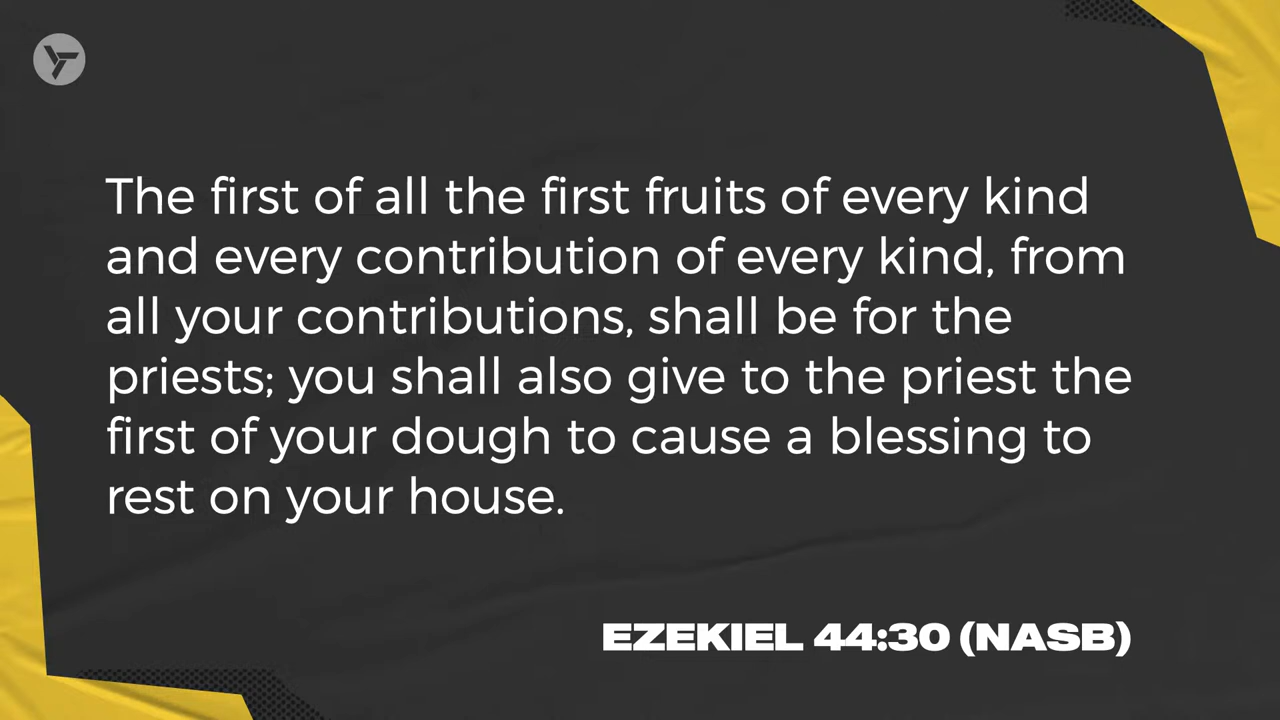 The first of all the first fruits of every kind
and every contribution of every kind, from
all your contributions, shall be for the
priests; you shall also give to the priest the
first of your dough to cause a blessing to
rest on your house.
EZEKIEL 44:30 (NASB)